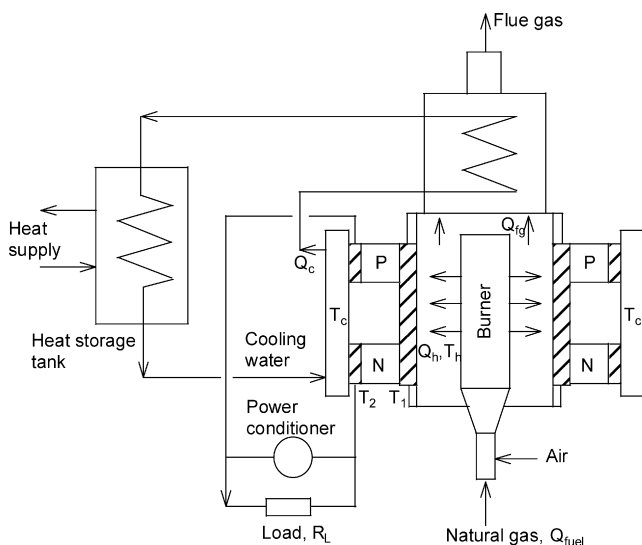 Flue gas
Heat
supply
Q_c
Q_fg
P
P
T_c
T_c
Burner
Heat storage
tank
Cooling
water
Q_h, T_h
N
N
T_2
T_1
Power
conditioner
Air
Load, R_L
Natural gas, Q_fuel